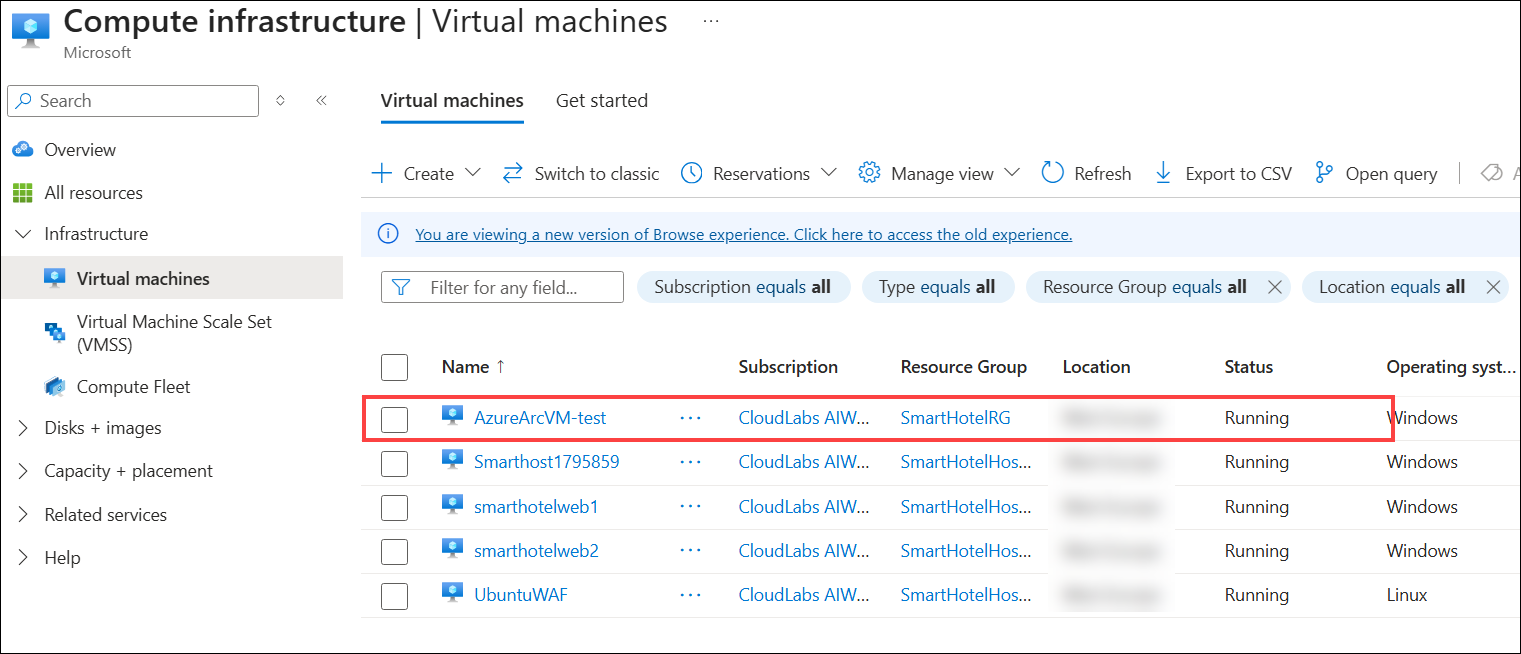 Compute infrastructure | Virtual machines ...
Microsoft
Search
Overview
All resources
Infrastructure
Virtual machines
Virtual Machine Scale Set
(VMSS)
Compute Fleet
Disks + images
Capacity + placement
Related services
Help
Virtual machines Get started
Create Switch to classic Reservations Manage view Refresh Export to CSV Open query
You are viewing a new version of Browse experience. Click here to access the old experience.
Filter for any field... Subscription equals all Type equals all Resource Group equals all Location equals all
Name ↑ Subscription Resource Group Location Status Operating syst...
AzureArcVM-test ... CloudLabs AIW... SmartHotelRG Running Windows
Smarthost1795859 ... CloudLabs AIW... SmartHotelHos... Running Windows
smarthotelweb1 ... CloudLabs AIW... SmartHotelHos... Running Windows
smarthotelweb2 ... CloudLabs AIW... SmartHotelHos... Running Windows
UbuntuWAF ... CloudLabs AIW... SmartHotelHos... Running Linux